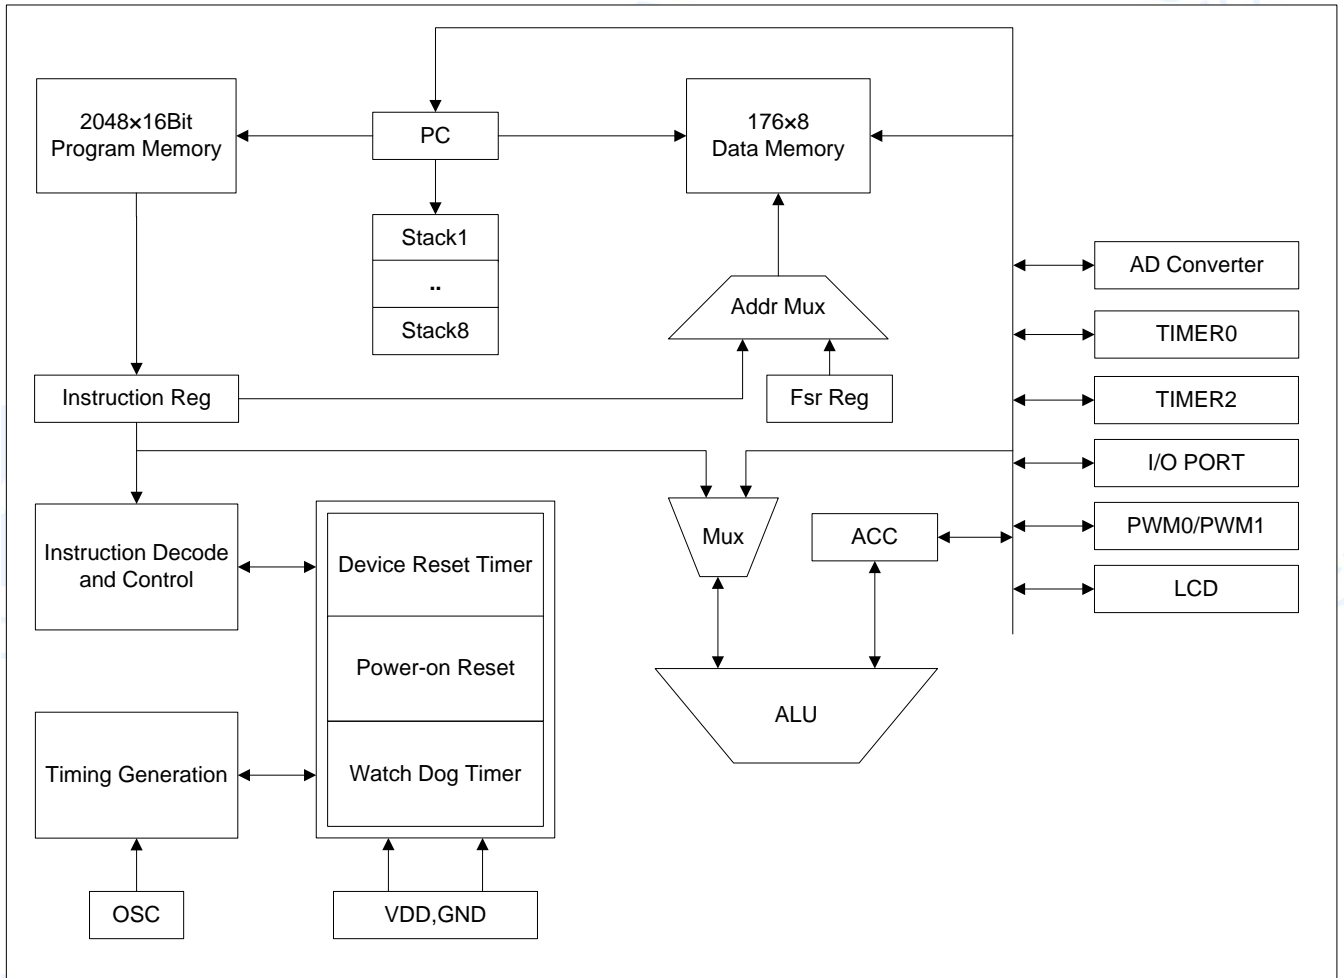 2048×16Bit
Program Memory
PC
176×8
Data Memory
Stack1
..
Stack8
Addr Mux
AD Converter
TIMER0
Instruction Reg
Fsr Reg
TIMER2
I/O PORT
Instruction Decode
and Control
Device Reset Timer
Mux
ACC
PWM0/PWM1
LCD
Power-on Reset
ALU
Timing Generation
Watch Dog Timer
OSC
VDD,GND